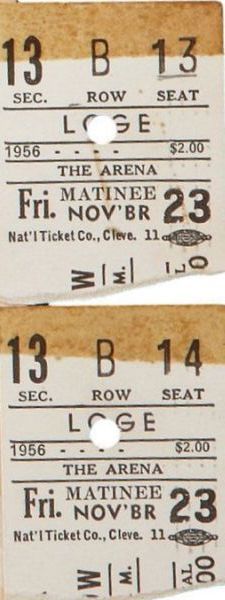 13 B 13
SEC. ROW SEAT
LOGE
1956 - - - - $2.00
THE ARENA
Fri. MATINEE
NOV'BR 23
Nat'l Ticket Co., Cleve. 11
W M.
13 B 14
SEC. ROW SEAT
LOGE
1956 - - - - $2.00
THE ARENA
Fri. MATINEE
NOV'BR 23
Nat'l Ticket Co., Cleve. 11
W M. AL 00